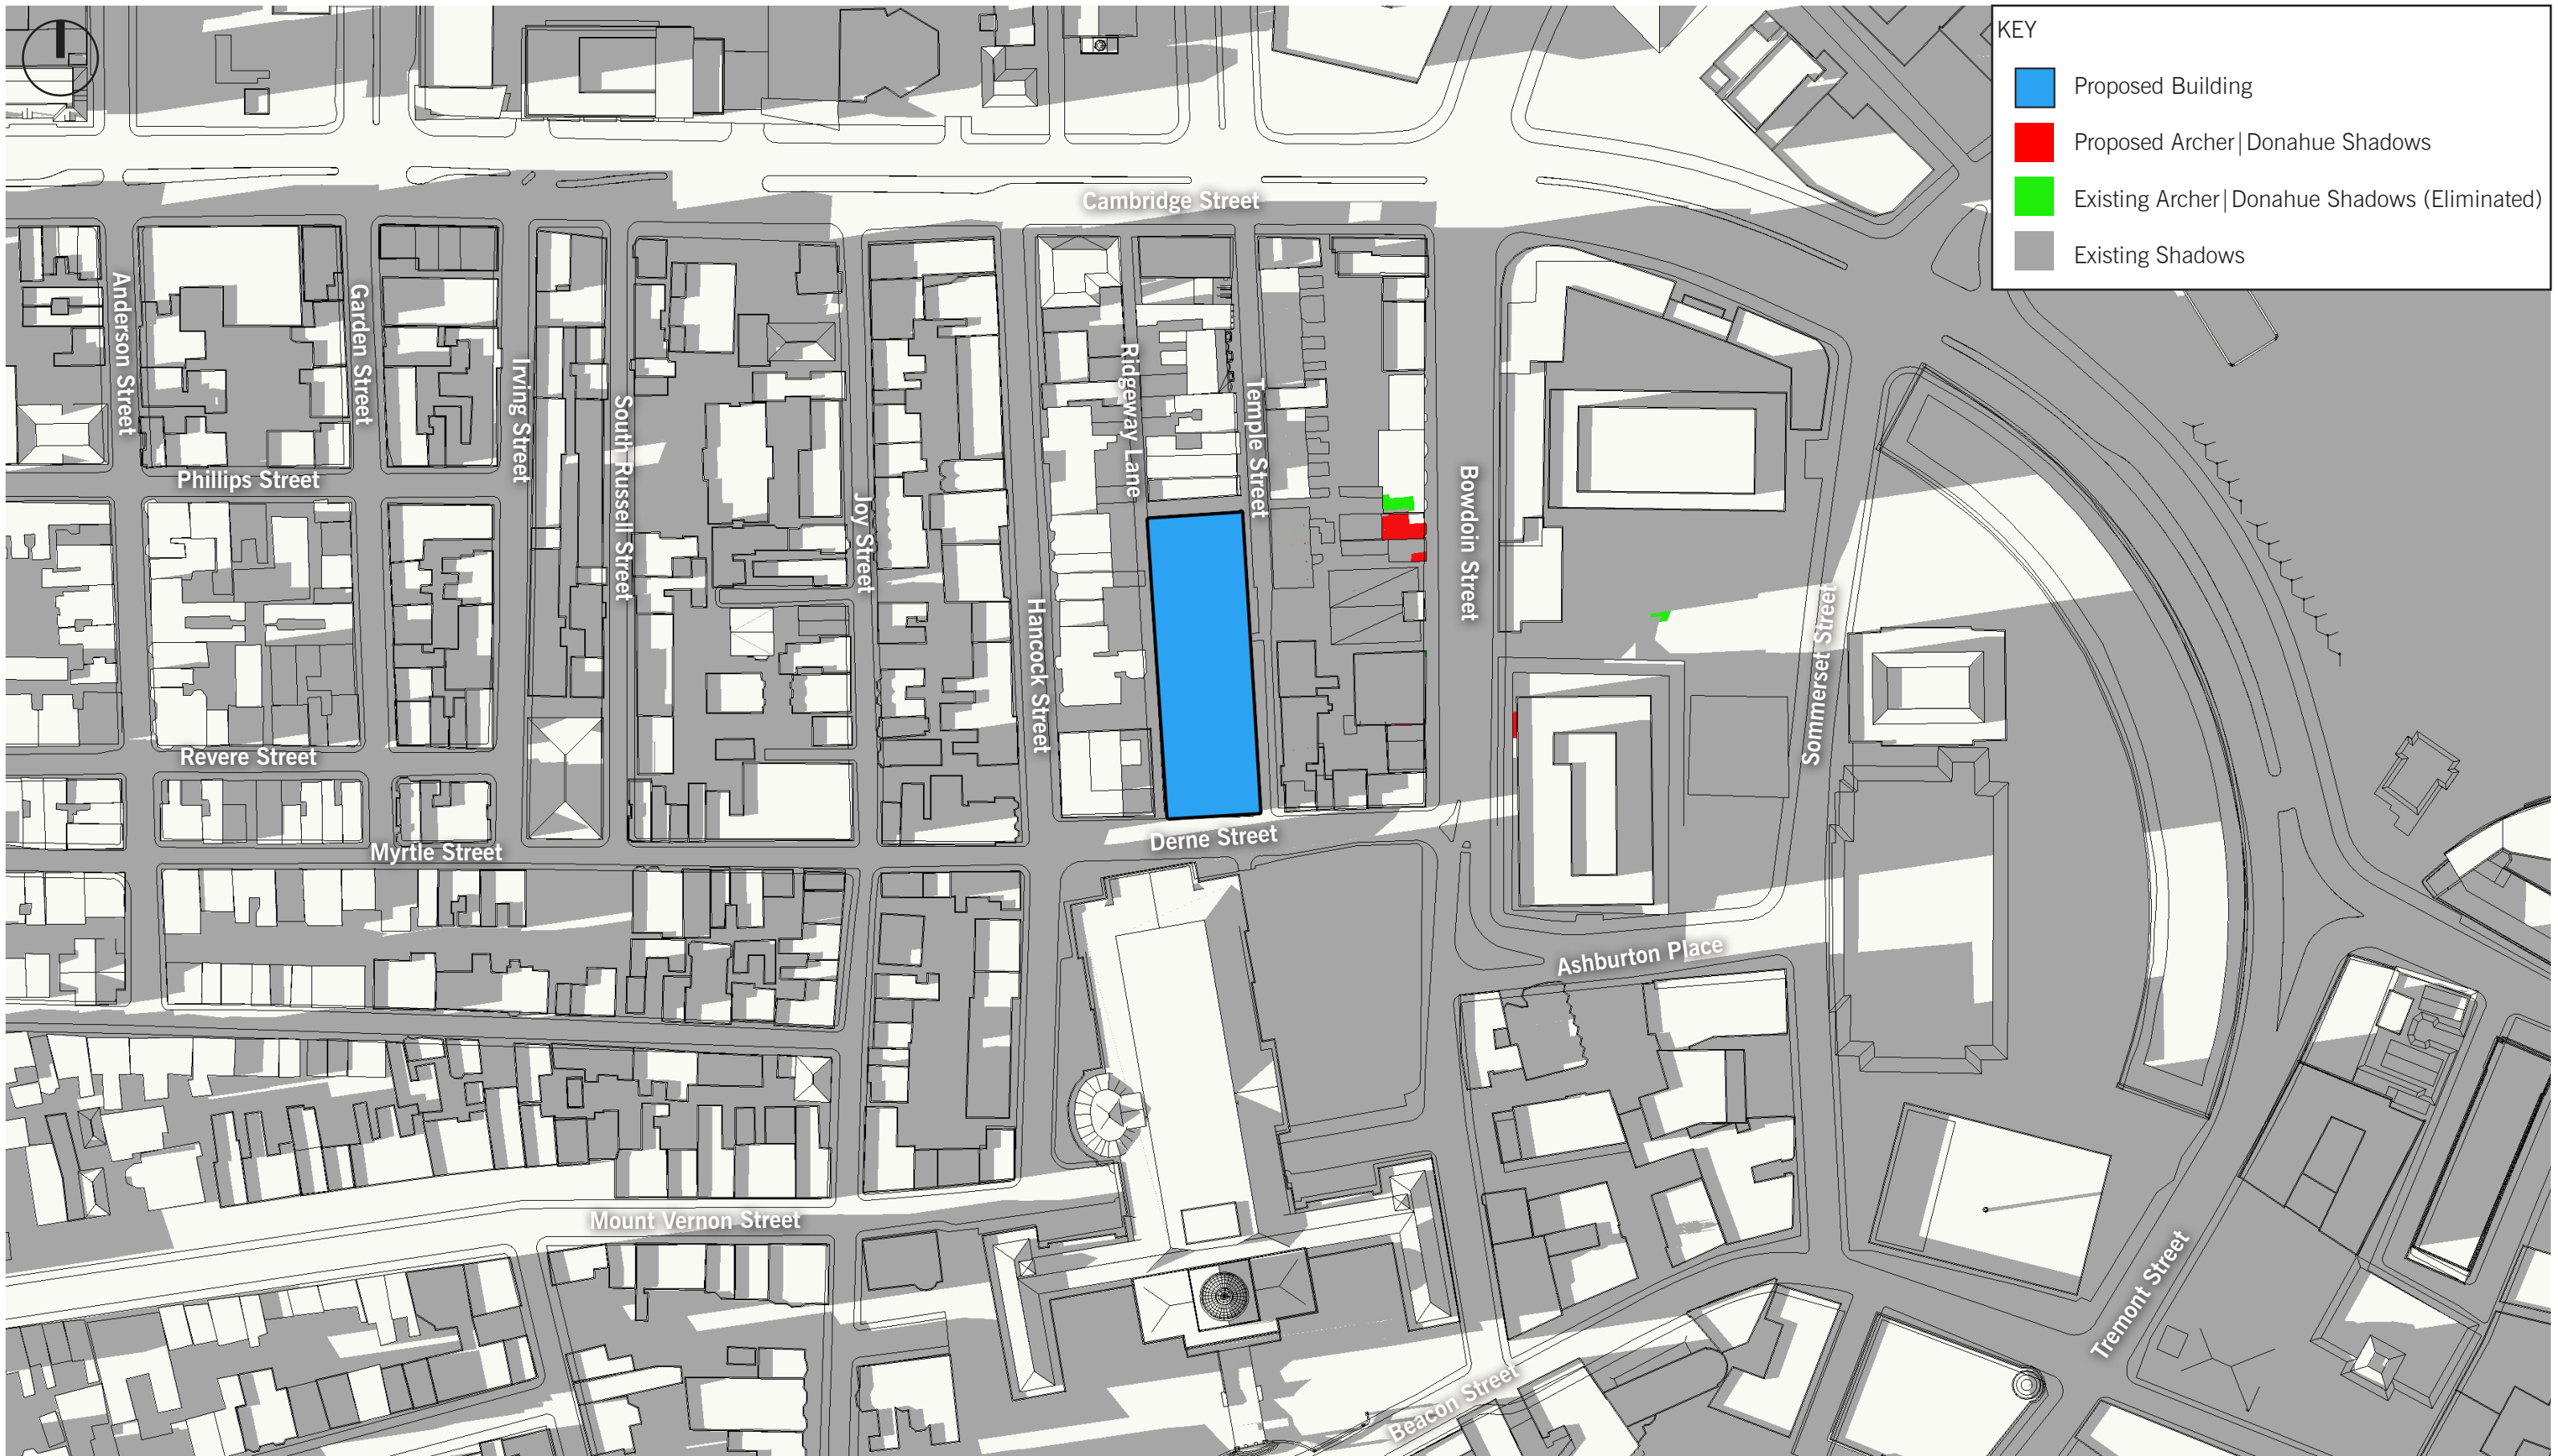 KEY
Proposed Building
Proposed Archer|Donahue Shadows
Existing Archer|Donahue Shadows (Eliminated)
Existing Shadows
Cambridge Street
Anderson Street
Garden Street
Irving Street
South Russell Street
Joy Street
Hancock Street
Ridgeway Lane
Temple Street
Bowdoin Street
Sommerset Street
Phillips Street
Revere Street
Myrtle Street
Derne Street
Ashburton Place
Mount Vernon Street
Beacon Street
Tremont Street